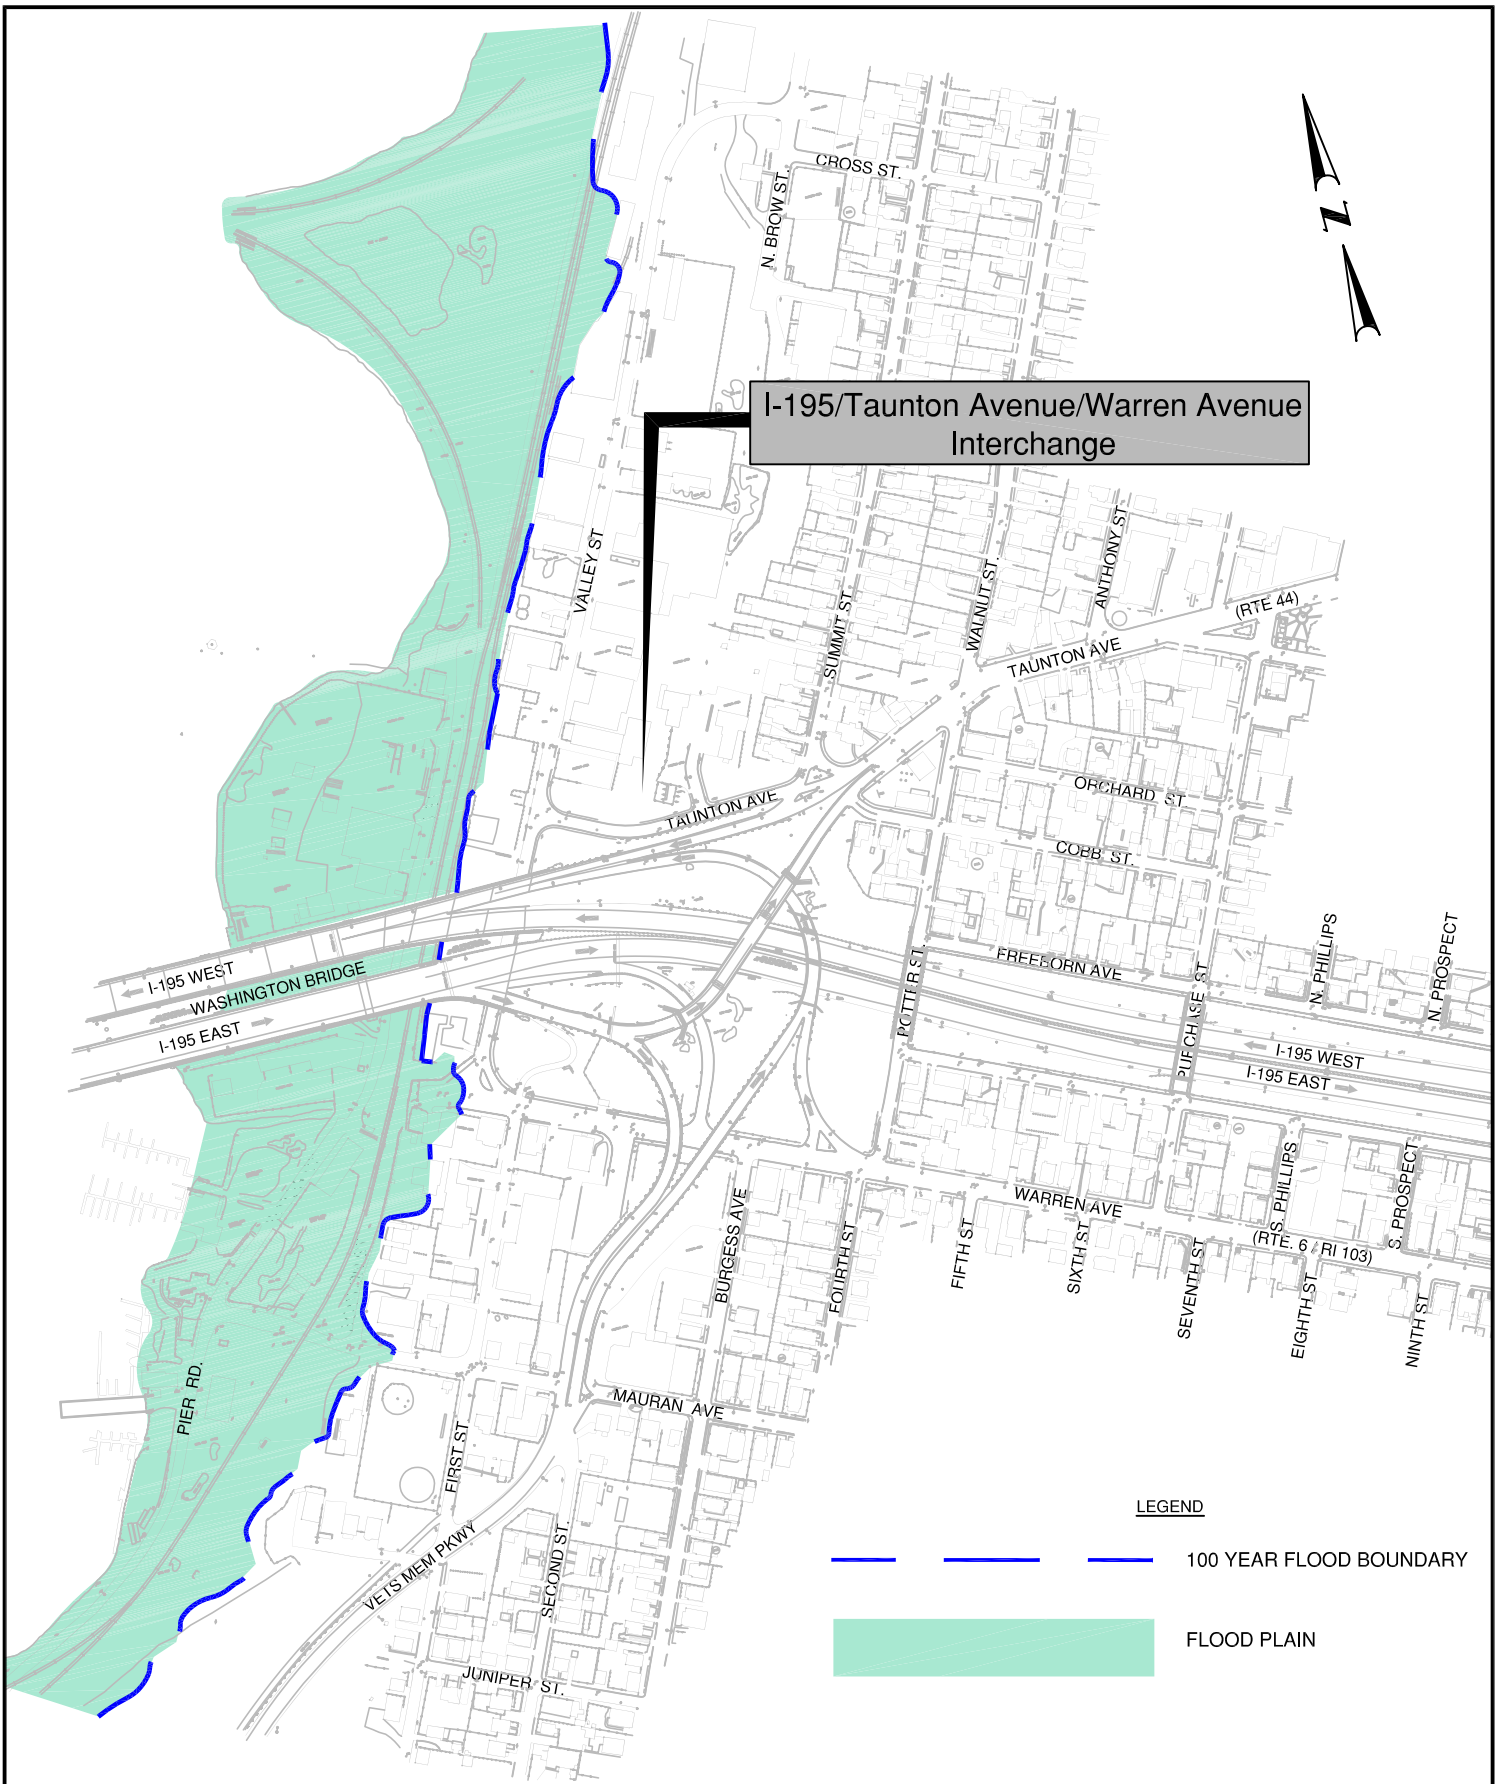 CROSS ST.
N. BROW ST.
N
I-195/Taunton Avenue/Warren Avenue
Interchange
VALLEY ST
SUMMIT ST.
WALNUT ST.
ANTHONY ST.
(RTE 44)
TAUNTON AVE
TAUNTON AVE
ORCHARD ST
COBB ST.
POTTER ST.
FREEBORN AVE
PURCHASE ST
N. PHILLIPS
N. PROSPECT
I-195 WEST
WASHINGTON BRIDGE
I-195 EAST
I-195 WEST
I-195 EAST
WARREN AVE
(RTE. 6 / RI 103)
S. PHILLIPS
S. PROSPECT
BURGESS AVE
FOURTH ST
FIFTH ST
SIXTH ST
SEVENTH ST
EIGHTH ST
NINTH ST
PIER RD.
MAURAN AVE
FIRST ST
SECOND ST.
VETS MEM PKWY
JUNIPER ST.
LEGEND
100 YEAR FLOOD BOUNDARY
FLOOD PLAIN